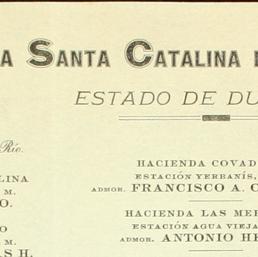 A SANTA CATALINA
ESTADO DE DU
Río.
HACIENDA COVAD
ESTACIÓN YERBANÍS,
LINA
ADMOR. FRANCISCO A. C
M.
O.
HACIENDA LAS MER
ESTACIÓN AGUA VIEJA
O
ADMOR. ANTONIO HE
M.
AS H.